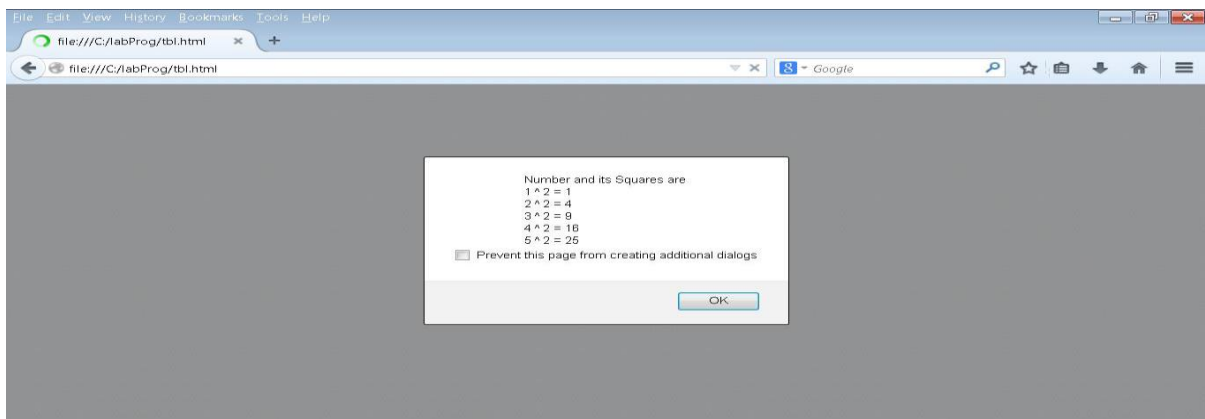 File Edit View History Bookmarks Tools Help
file:///C:/labProg/tbl.html
file:///C:/labProg/tbl.html
8 Google
Number and its Squares are
1 ^ 2 = 1
2 ^ 2 = 4
3 ^ 2 = 9
4 ^ 2 = 16
5 ^ 2 = 25
Prevent this page from creating additional dialogs
OK